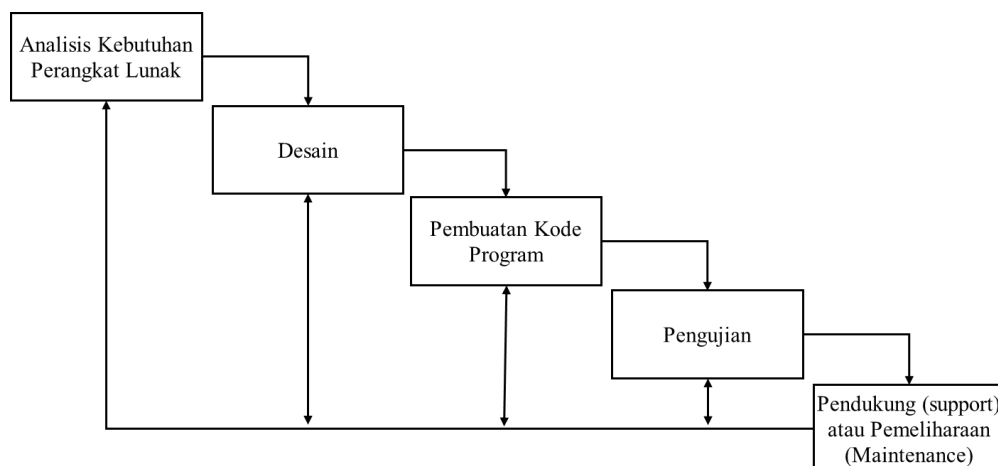 Analisis Kebutuhan
Perangkat Lunak
Desain
Pembuatan Kode
Program
Pengujian
Pendukung (support)
atau Pemeliharaan
(Maintenance)